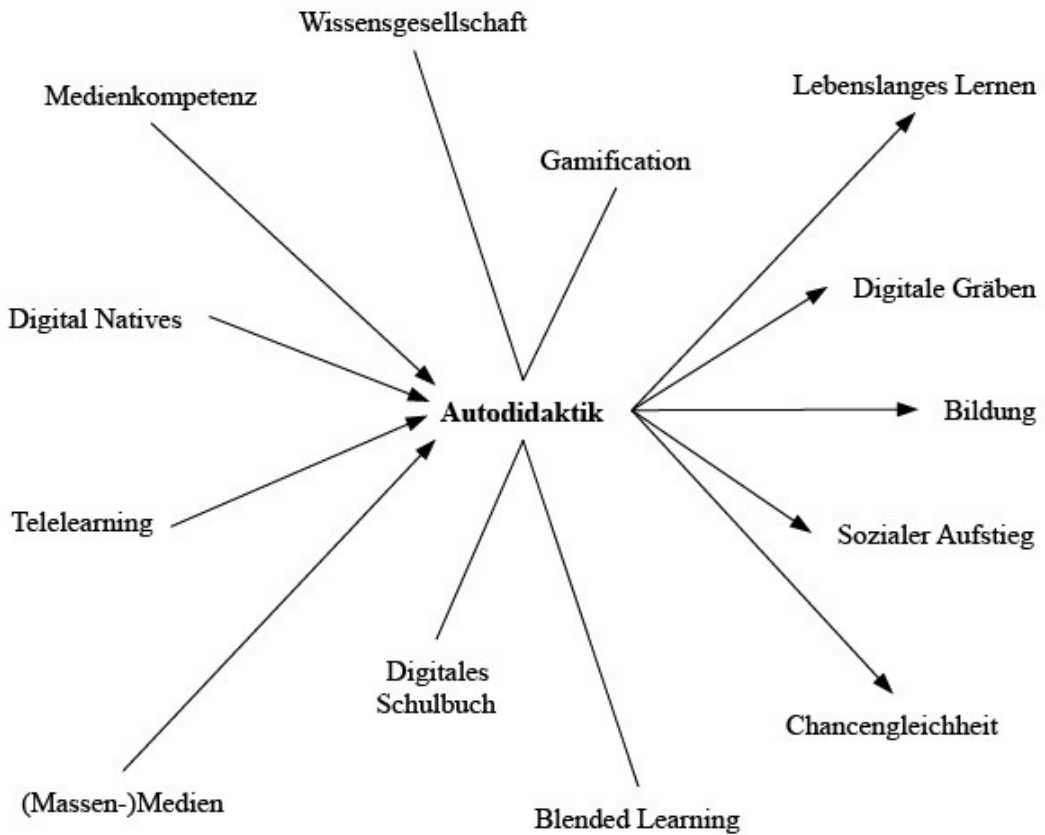 Wissensgesellschaft
Lebenslanges Lernen
Medienkompetenz
Gamification
Digitale Gräben
Digital Natives
Autodidaktik
Bildung
Telelearning
Sozialer Aufstieg
Digitales
Schulbuch
Chancengleichheit
(Massen-)Medien
Blended Learning